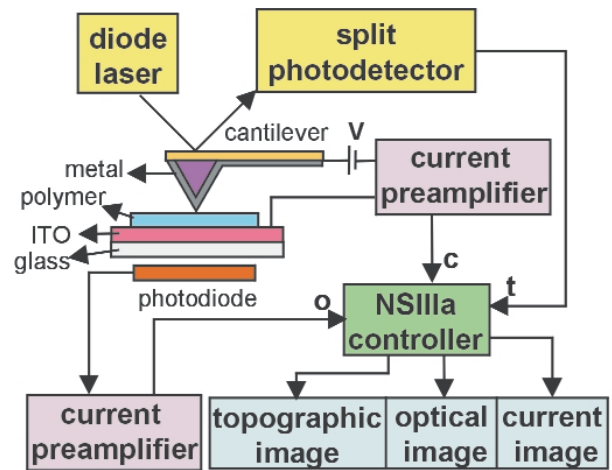 diode
laser
split
photodetector
cantilever
V
metal
current
preamplifier
polymer
ITO
glass
photodiode
c
t
o
NSIIIa
controller
current
preamplifier
topographic
image
optical
image
current
image